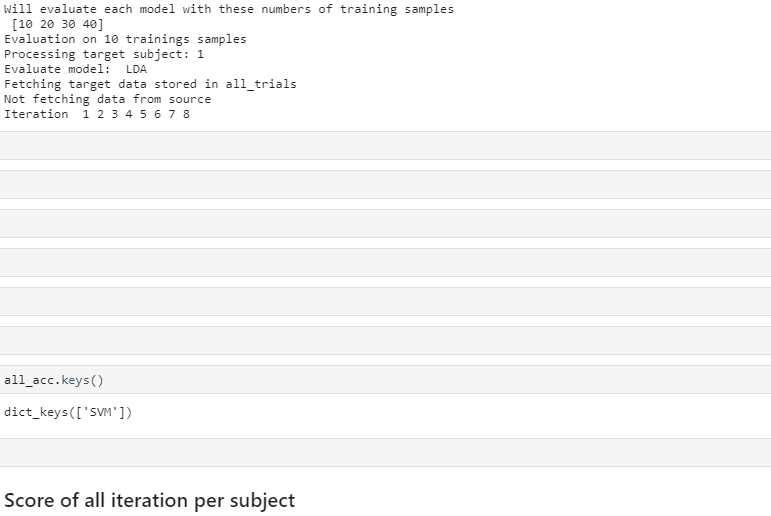 Will evaluate each model with these numbers of training samples
[10 20 30 40]
Evaluation on 10 trainings samples
Processing target subject: 1
Evaluate model:  LDA
Fetching target data stored in all_trials
Not fetching data from source
Iteration  1 2 3 4 5 6 7 8
all_acc.keys()
dict_keys(['SVM'])
Score of all iteration per subject